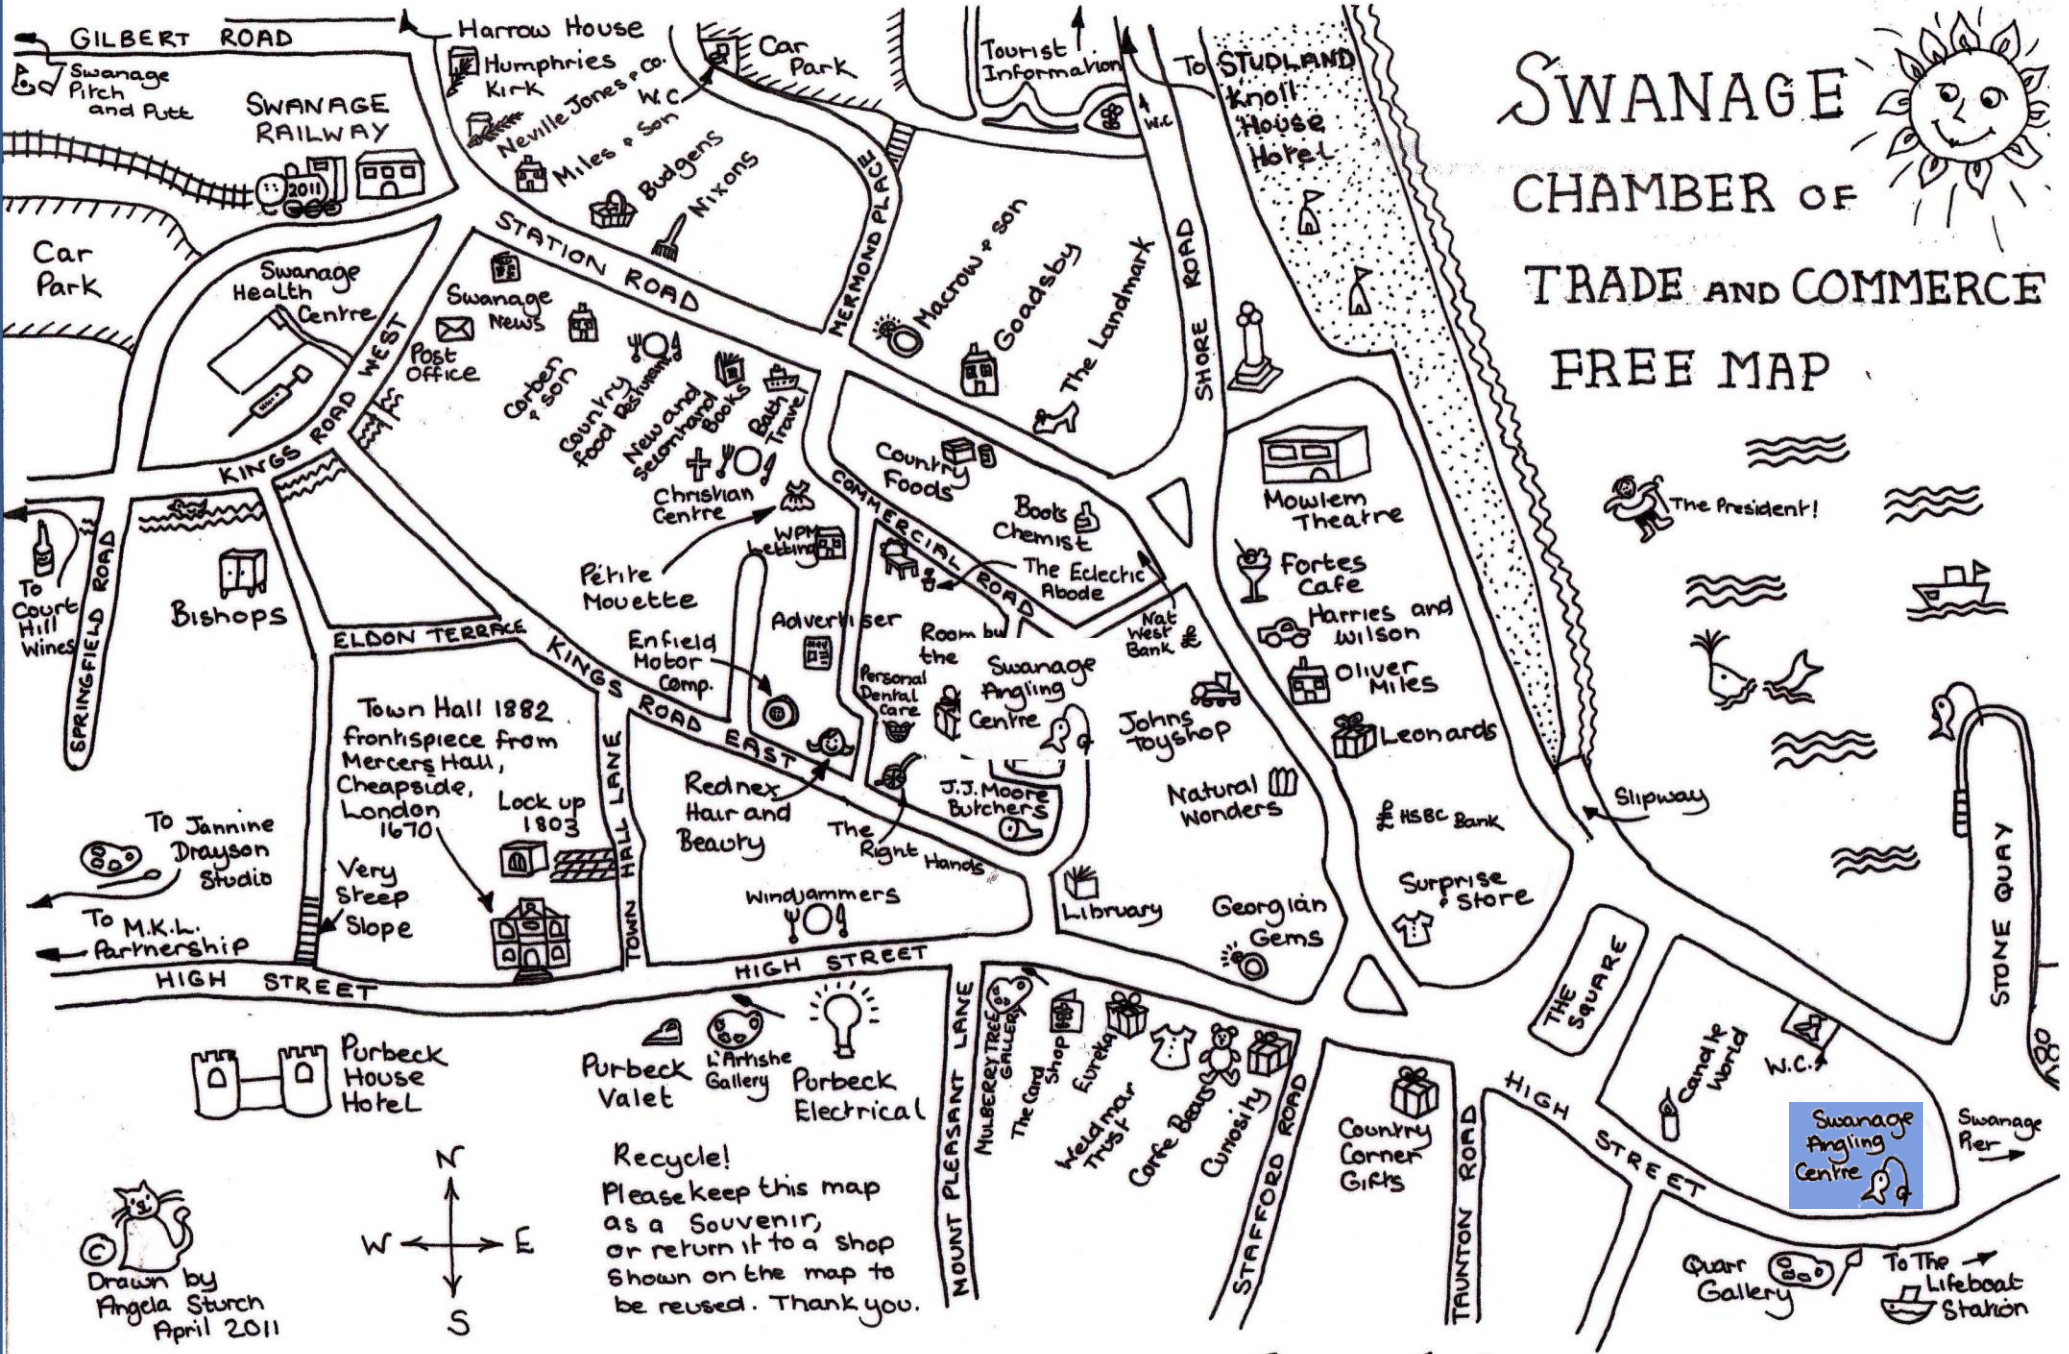 SWANAGE
CHAMBER OF
TRADE AND COMMERCE
FREE MAP
GILBERT ROAD
Swanage
Pitch
and Putt
SWANAGE
RAILWAY
2011
Car
Park
Harrow House
Humphries
Kirk
Neville Jones & Co.
W.C
Miles & Son
Budgens
Nixons
Car
Park
Tourist
Information
W.C
To STUDLAND
Knoll
House
Hotel
STATION ROAD
MERMOND PLACE
SHORE ROAD
Macrow & son
Goadsby
The Landmark
Swanage
Health
Centre
KINGS ROAD WEST
Swanage
News
Post
Office
Corben
& son
Country
food Restaurant
New and
Secondhand
Books
Bath
Travel
Christian
Centre
Country
Foods
COMMERCIAL ROAD
Boots
Chemist
The Eclectic
Abode
Nat
West
Bank £
Mowlem
Theatre
Fortes
Cafe
Harries and
Wilson
Oliver
Miles
Leonards
£ HSBC Bank
Surprise
& Store
The President!
Slipway
STONE QUAY
To
Court
Hill
Wines
SPRINGFIELD ROAD
Bishops
ELDON TERRACE
KINGS ROAD EAST
Pétite
Mouette
WPM
Letting
Enfield
Motor
Comp.
Advertiser
Room by
the
Personal
Dental
Care
Swanage
Angling
Centre
Johns
Toyshop
Natural
Wonders
Town Hall 1882
frontispiece from
Mercers Hall,
Cheapside,
London
1670
Lock up
1803
TOWN HALL LANE
Rednex
Hair and
Beauty
The
Right Hands
J.J. Moore
Butchers
Library
Georgian
Gems
To Jannine
Drayson
Studio
To
M.K.L.
Partnership
Very
Steep
Slope
Windjammers
HIGH STREET
HIGH STREET
THE
SQUARE
Candle
World
W.C.
Swanage
Angling
Centre
Swanage
Pier
Purbeck
House
Hotel
Purbeck
Valet
L'Artishe
Gallery
Purbeck
Electrical
MOUNT PLEASANT LANE
MULBERRY TREE
GALLERY
The Card
Shop
Eureka
Weldmar
Trust
Corfe Bears
Curiosity
STAFFORD ROAD
Country
Corner
Gifts
TAUNTON ROAD
HIGH STREET
Quarr
Gallery
To The
Lifeboat
Station
Recycle!
Please keep this map
as a Souvenir,
or return it to a shop
shown on the map to
be reused. Thank you.
N
W E
S
© Drawn by
Angela Sturch
April 2011